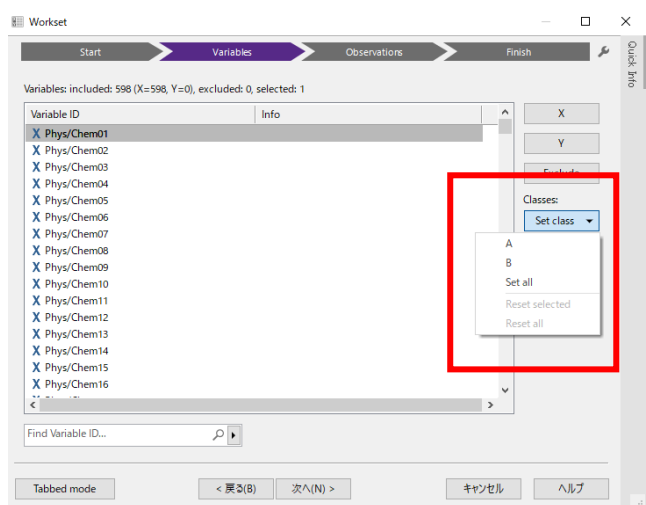 Workset
Start Variables Observations Finish
Quick Info
Variables: included: 598 (X=598, Y=0), excluded: 0, selected: 1
Variable ID Info
X Phys/Chem01
X Phys/Chem02
X Phys/Chem03
X Phys/Chem04
X Phys/Chem05
X Phys/Chem06
X Phys/Chem07
X Phys/Chem08
X Phys/Chem09
X Phys/Chem10
X Phys/Chem11
X Phys/Chem12
X Phys/Chem13
X Phys/Chem14
X Phys/Chem15
X Phys/Chem16
X
Y
Exclude
Classes:
Set class
A
B
Set all
Reset selected
Reset all
Find Variable ID...
Tabbed mode < 戻る(B) 次へ(N) > キャンセル ヘルプ